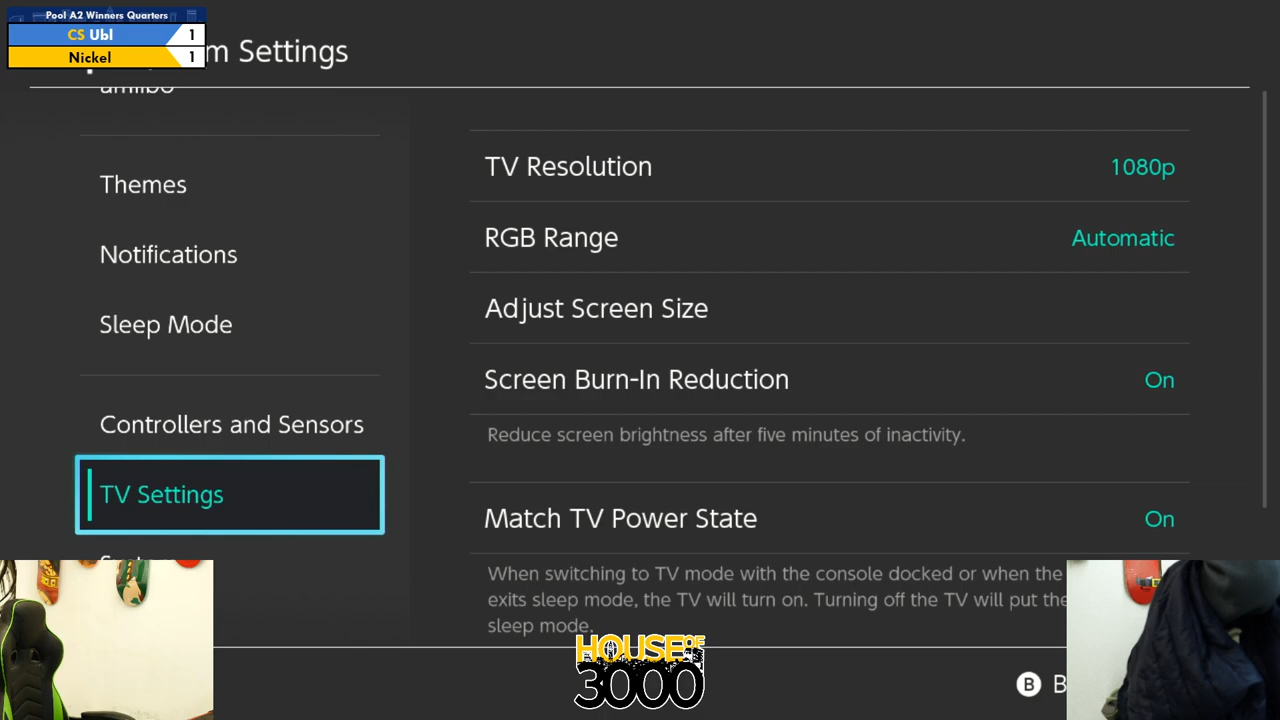 Pool A2 Winners Quarters
CS Ubl 1
Nickel 1
m Settings
amiibo
Themes
Notifications
Sleep Mode
Controllers and Sensors
TV Settings
System
TV Resolution 1080p
RGB Range Automatic
Adjust Screen Size
Screen Burn-In Reduction On
Reduce screen brightness after five minutes of inactivity.
Match TV Power State On
When switching to TV mode with the console docked or when the
exits sleep mode, the TV will turn on. Turning off the TV will put the
sleep mode.
HOUSE OF
3000
B B